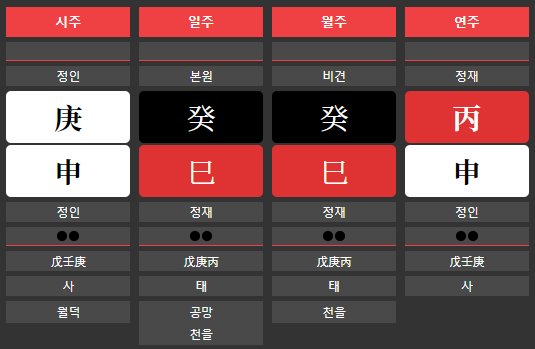 시주 일주 월주 연주
정인 본원 비견 정재
庚 癸 癸 丙
申 巳 巳 申
정인 정재 정재 정인
戊壬庚 戊庚丙 戊庚丙 戊壬庚
사 태 태 사
월덕 공망 천을
천을